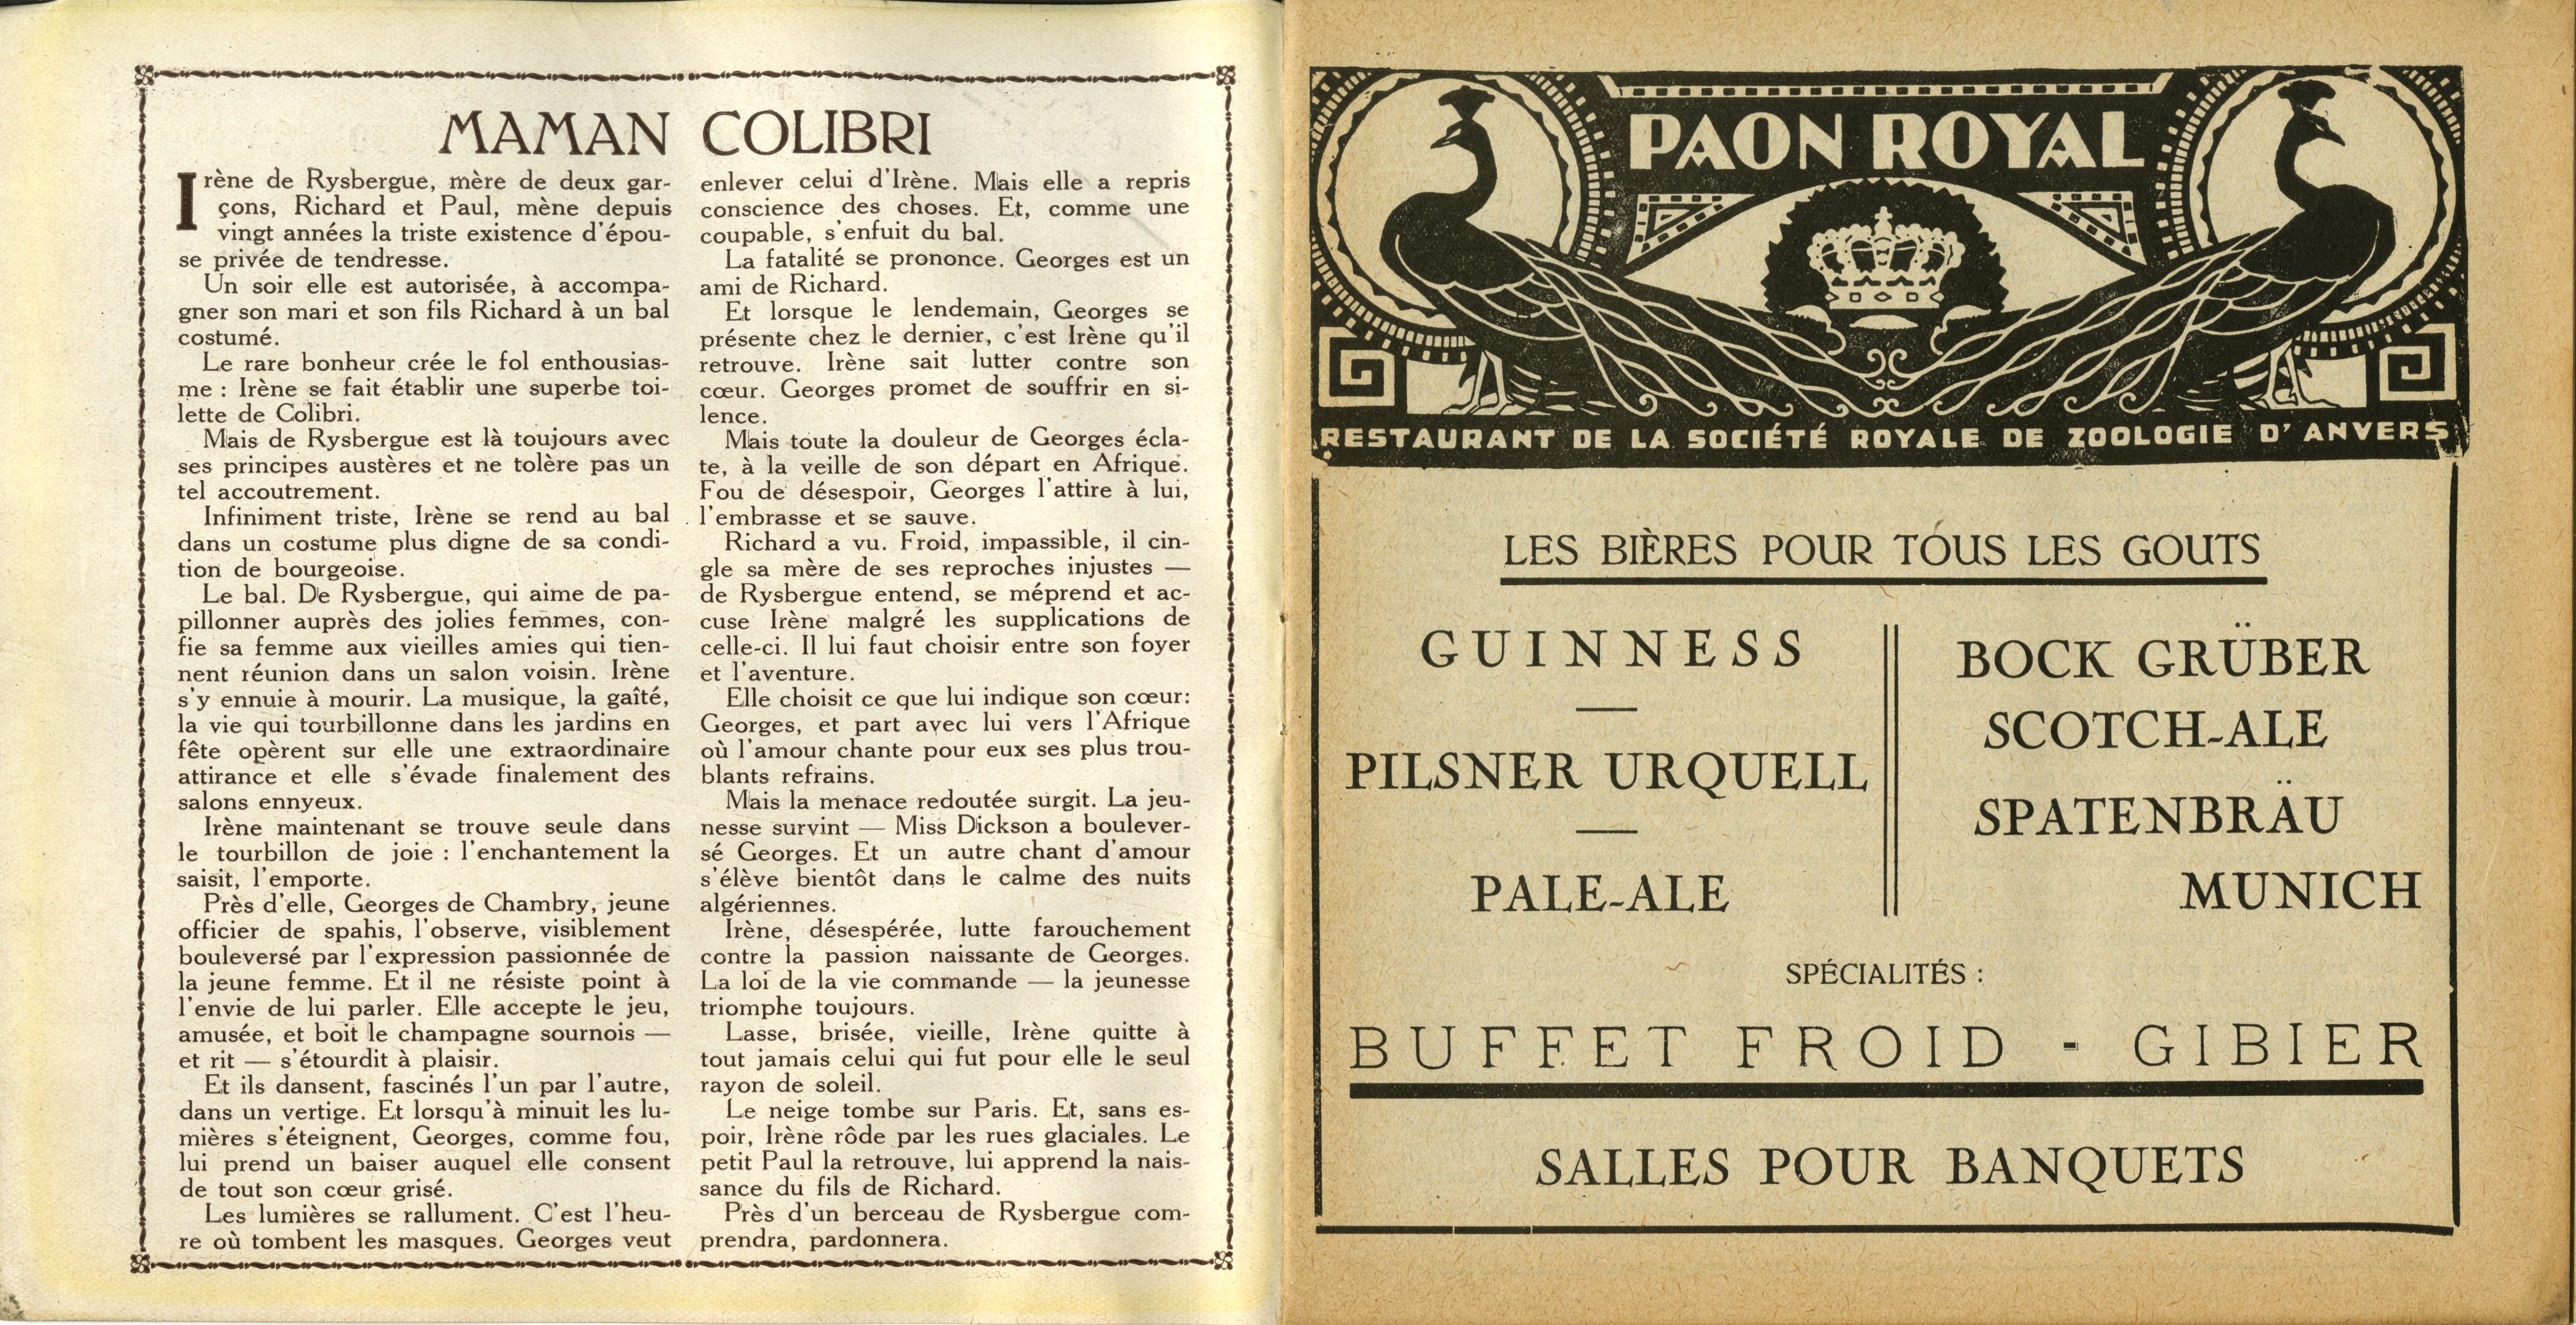 MAMAN COLIBRI
Irène de Rysbergue, mère de deux gar-
çons, Richard et Paul, mène depuis
vingt années la triste existence d'épou-
se privée de tendresse.
Un soir elle est autorisée, à accompa-
gner son mari et son fils Richard à un bal
costumé.
Le rare bonheur crée le fol enthousias-
me : Irène se fait établir une superbe toi-
lette de Colibri.
Mais de Rysbergue est là toujours avec
ses principes austères et ne tolère pas un
tel accoutrement.
Infiniment triste, Irène se rend au bal
dans un costume plus digne de sa condi-
tion de bourgeoise.
Le bal. De Rysbergue, qui aime de pa-
pillonner auprès des jolies femmes, con-
fie sa femme aux vieilles amies qui tien-
nent réunion dans un salon voisin. Irène
s'y ennuie à mourir. La musique, la gaîté,
la vie qui tourbillonne dans les jardins en
fête opèrent sur elle une extraordinaire
attirance et elle s'évade finalement des
salons ennyeux.
Irène maintenant se trouve seule dans
le tourbillon de joie : l'enchantement la
saisit, l'emporte.
Près d'elle, Georges de Chambry, jeune
officier de spahis, l'observe, visiblement
bouleversé par l'expression passionnée de
la jeune femme. Et il ne résiste point à
l'envie de lui parler. Elle accepte le jeu,
amusée, et boit le champagne sournois —
et rit — s'étourdit à plaisir.
Et ils dansent, fascinés l'un par l'autre,
dans un vertige. Et lorsqu'à minuit les lu-
mières s'éteignent, Georges, comme fou,
lui prend un baiser auquel elle consent
de tout son cœur grisé.
Les lumières se rallument. C'est l'heu-
re où tombent les masques. Georges veut
enlever celui d'Irène. Mais elle a repris
conscience des choses. Et, comme une
coupable, s'enfuit du bal.
La fatalité se prononce. Georges est un
ami de Richard.
Et lorsque le lendemain, Georges se
présente chez le dernier, c'est Irène qu'il
retrouve. Irène sait lutter contre son
cœur. Georges promet de souffrir en si-
lence.
Mais toute la douleur de Georges écla-
te, à la veille de son départ en Afrique.
Fou de désespoir, Georges l'attire à lui,
l'embrasse et se sauve.
Richard a vu. Froid, impassible, il cin-
gle sa mère de ses reproches injustes —
de Rysbergue entend, se méprend et ac-
cuse Irène malgré les supplications de
celle-ci. Il lui faut choisir entre son foyer
et l'aventure.
Elle choisit ce que lui indique son cœur:
Georges, et part avec lui vers l'Afrique
où l'amour chante pour eux ses plus trou-
blants refrains.
Mais la menace redoutée surgit. La jeu-
nesse survint — Miss Dickson a boulever-
sé Georges. Et un autre chant d'amour
s'élève bientôt dans le calme des nuits
algériennes.
Irène, désespérée, lutte farouchement
contre la passion naissante de Georges.
La loi de la vie commande — la jeunesse
triomphe toujours.
Lasse, brisée, vieille, Irène quitte à
tout jamais celui qui fut pour elle le seul
rayon de soleil.
Le neige tombe sur Paris. Et, sans es-
poir, Irène rôde par les rues glaciales. Le
petit Paul la retrouve, lui apprend la nais-
sance du fils de Richard.
Près d'un berceau de Rysbergue com-
prendra, pardonnera.
PAON ROYAL
RESTAURANT DE LA SOCIÉTÉ ROYALE DE ZOOLOGIE D'ANVERS
LES BIÈRES POUR TOUS LES GOUTS
GUINNESS
PILSNER URQUELL
PALE-ALE
BOCK GRÜBER
SCOTCH-ALE
SPATENBRÄU
MUNICH
SPÉCIALITÉS :
BUFFET FROID - GIBIER
SALLES POUR BANQUETS